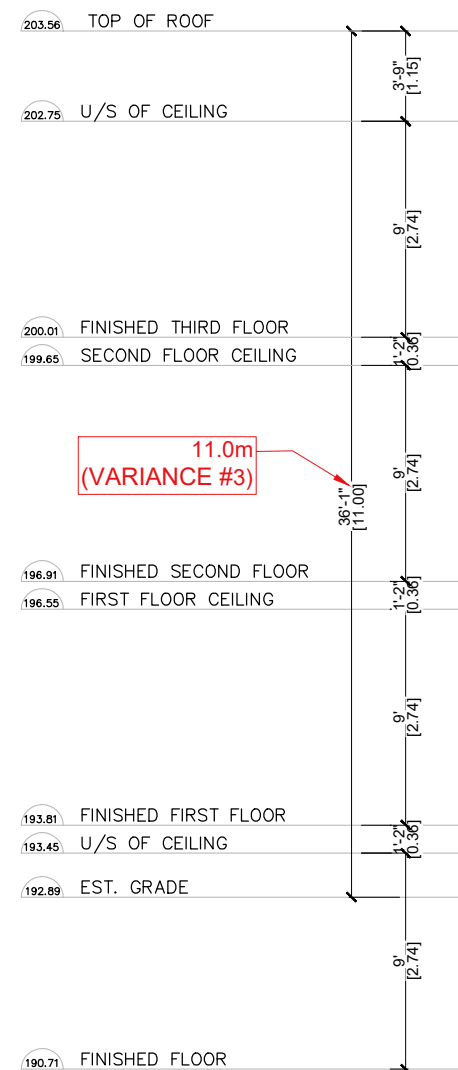 203.56 TOP OF ROOF
3'-9"
[1.15]
202.75 U/S OF CEILING
9'
[2.74]
200.01 FINISHED THIRD FLOOR
1'-2"
[0.36]
199.65 SECOND FLOOR CEILING
9'
[2.74]
11.0m
(VARIANCE #3)
36'-1"
[11.00]
196.91 FINISHED SECOND FLOOR
1'-2"
[0.36]
196.55 FIRST FLOOR CEILING
9'
[2.74]
193.81 FINISHED FIRST FLOOR
1'-2"
[0.36]
193.45 U/S OF CEILING
192.89 EST. GRADE
9'
[2.74]
190.71 FINISHED FLOOR